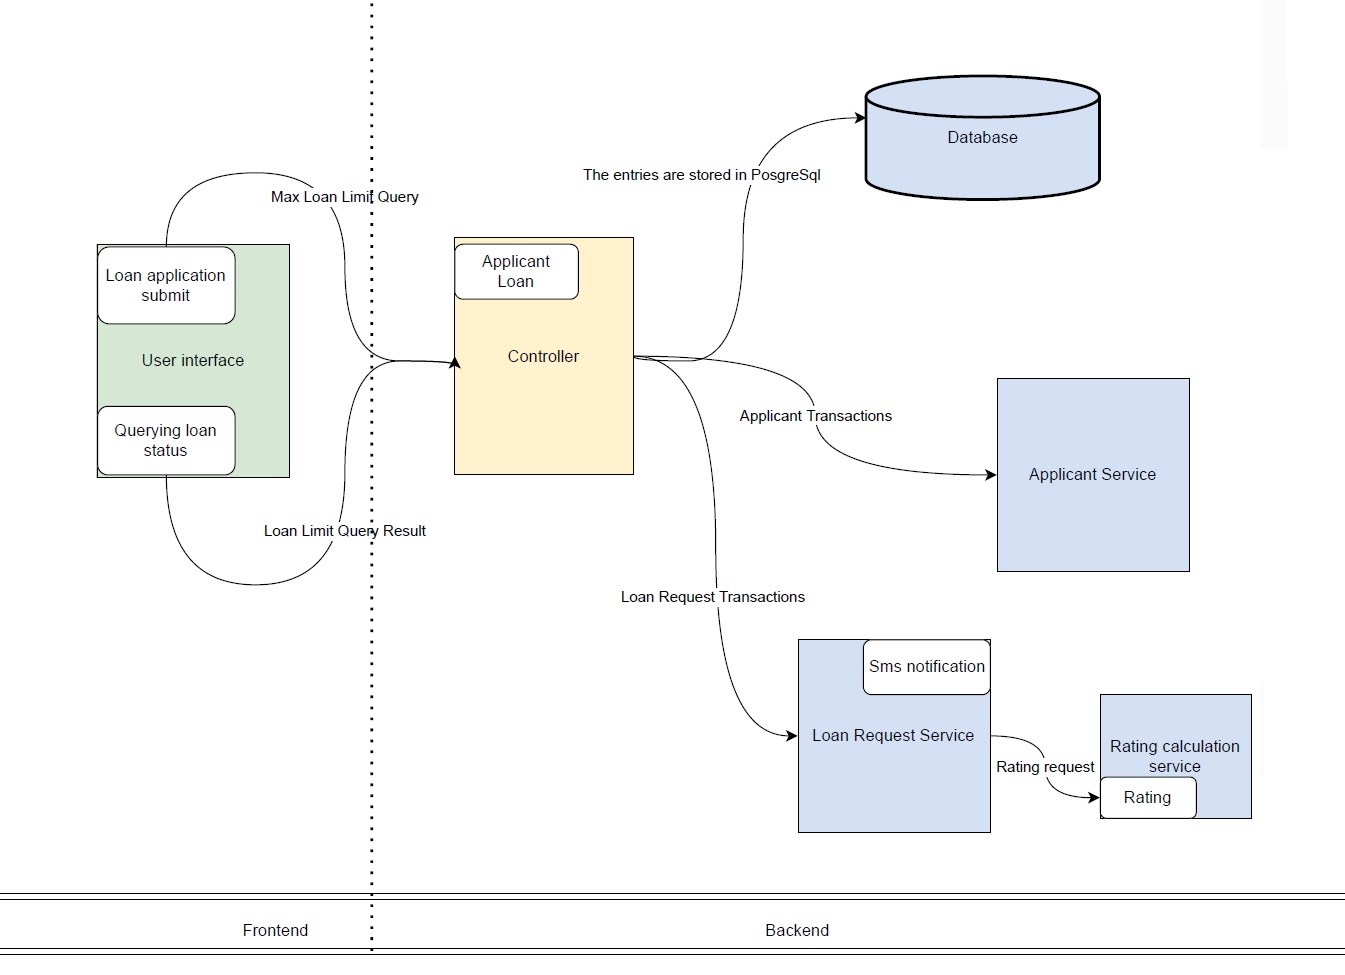 Database
The entries are stored in PosgreSql
Max Loan Limit Query
Loan application
submit
User interface
Querying loan
status
Applicant
Loan
Controller
Applicant Transactions
Applicant Service
Loan Limit Query Result
Loan Request Transactions
Sms notification
Loan Request Service
Rating request
Rating calculation
service
Rating
Frontend
Backend